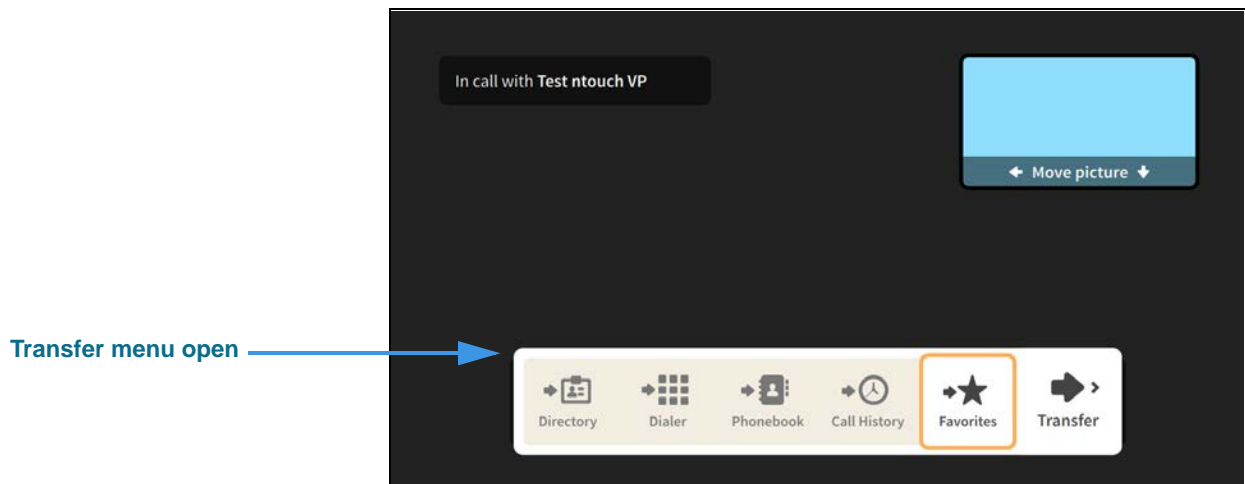 In call with Test ntouch VP
Move picture
Transfer menu open
Directory Dialer Phonebook Call History Favorites Transfer